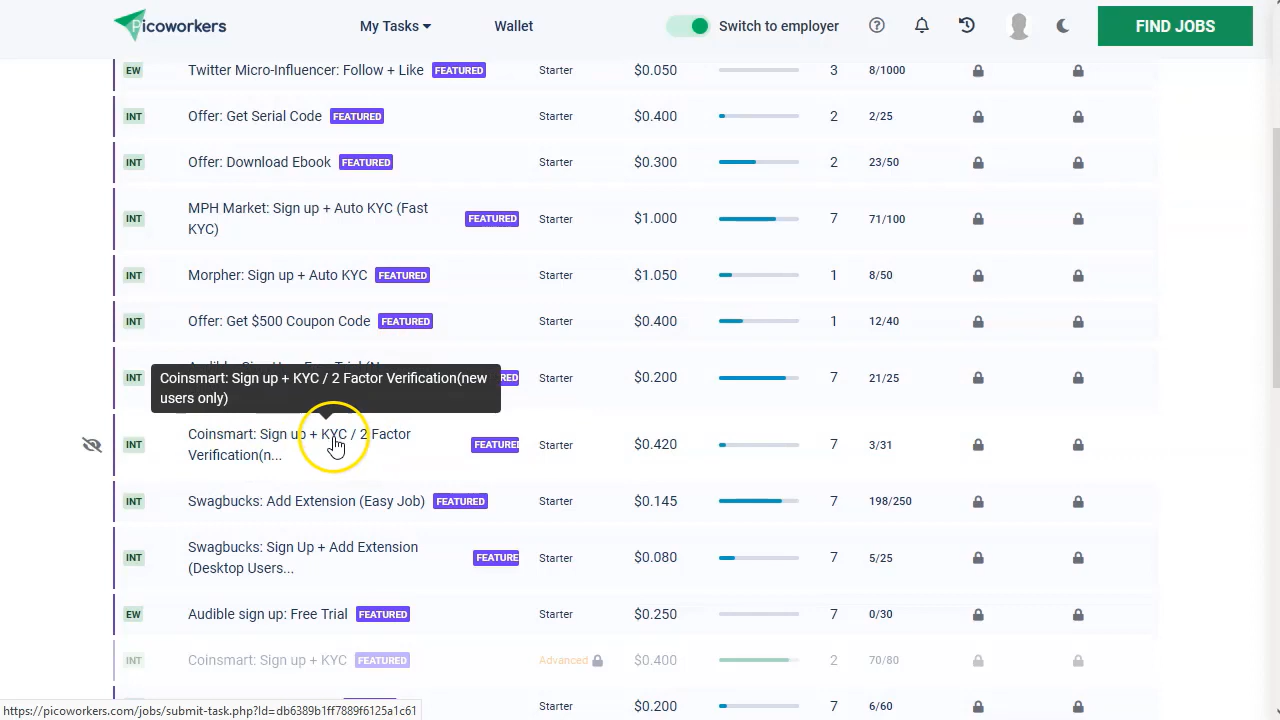 Picoworkers
My Tasks
Wallet
Switch to employer
FIND JOBS
EW Twitter Micro-Influencer: Follow + Like FEATURED Starter $0.050 3 8/1000
INT Offer: Get Serial Code FEATURED Starter $0.400 2 2/25
INT Offer: Download Ebook FEATURED Starter $0.300 2 23/50
INT MPH Market: Sign up + Auto KYC (Fast
KYC) FEATURED Starter $1.000 7 71/100
INT Morpher: Sign up + Auto KYC FEATURED Starter $1.050 1 8/50
INT Offer: Get $500 Coupon Code FEATURED Starter $0.400 1 12/40
INT Starter $0.200 7 21/25
Coinsmart: Sign up + KYC / 2 Factor Verification(new
users only)
INT Coinsmart: Sign up + KYC / 2 Factor
Verification(n... FEATURE Starter $0.420 7 3/31
INT Swagbucks: Add Extension (Easy Job) FEATURED Starter $0.145 7 198/250
INT Swagbucks: Sign Up + Add Extension
(Desktop Users... FEATURE Starter $0.080 7 5/25
EW Audible sign up: Free Trial FEATURED Starter $0.250 7 0/30
INT Coinsmart: Sign up + KYC FEATURED Advanced $0.400 2 70/80
INT Starter $0.200 7 6/60
https://picoworkers.com/jobs/submit-task.php?Id=db6389b1ff7889f6125a1c61